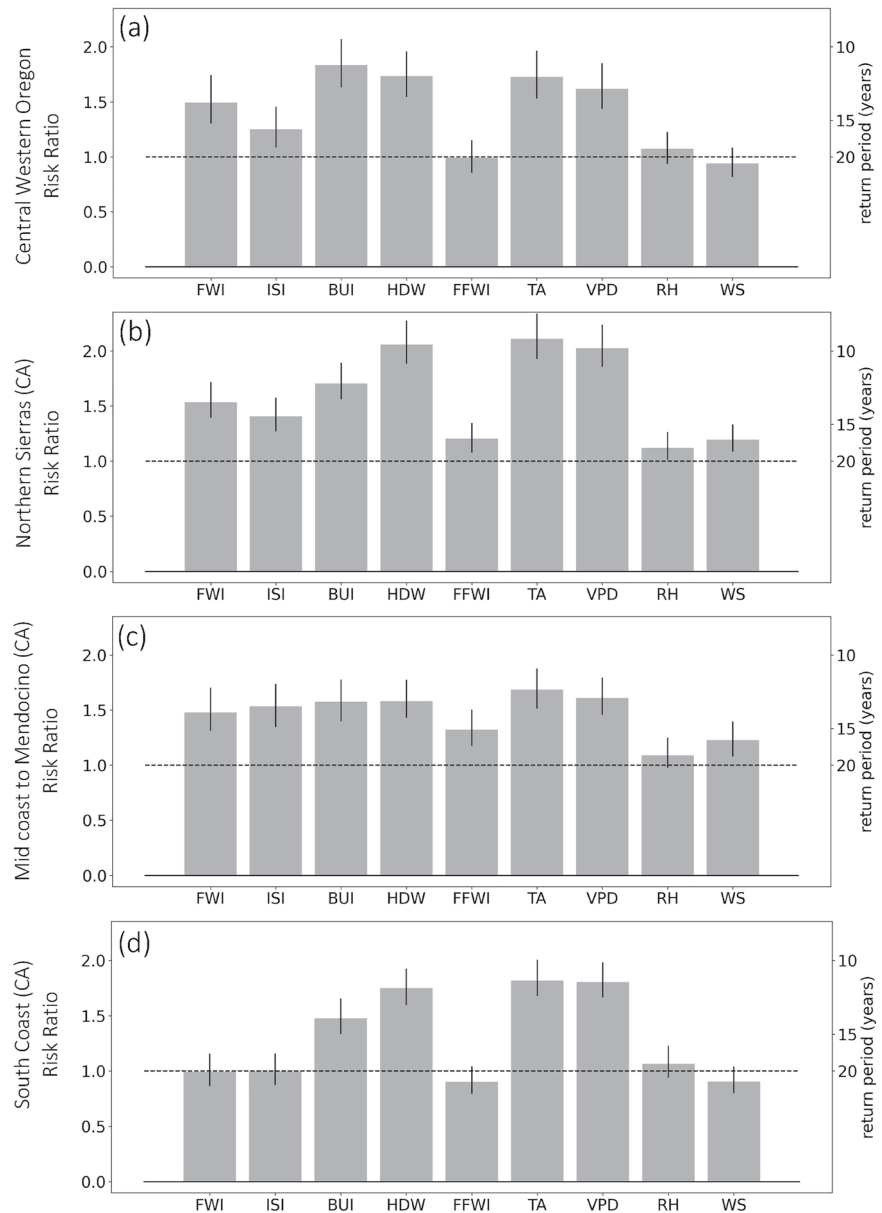 (a)
Central Western Oregon
Risk Ratio
2.0
1.5
1.0
0.5
0.0
10
15
20
return period (years)
FWI ISI BUI HDW FFWI TA VPD RH WS
(b)
Northern Sierras (CA)
Risk Ratio
2.0
1.5
1.0
0.5
0.0
10
15
20
return period (years)
FWI ISI BUI HDW FFWI TA VPD RH WS
(c)
Mid coast to Mendocino (CA)
Risk Ratio
2.0
1.5
1.0
0.5
0.0
10
15
20
return period (years)
FWI ISI BUI HDW FFWI TA VPD RH WS
(d)
South Coast (CA)
Risk Ratio
2.0
1.5
1.0
0.5
0.0
10
15
20
return period (years)
FWI ISI BUI HDW FFWI TA VPD RH WS